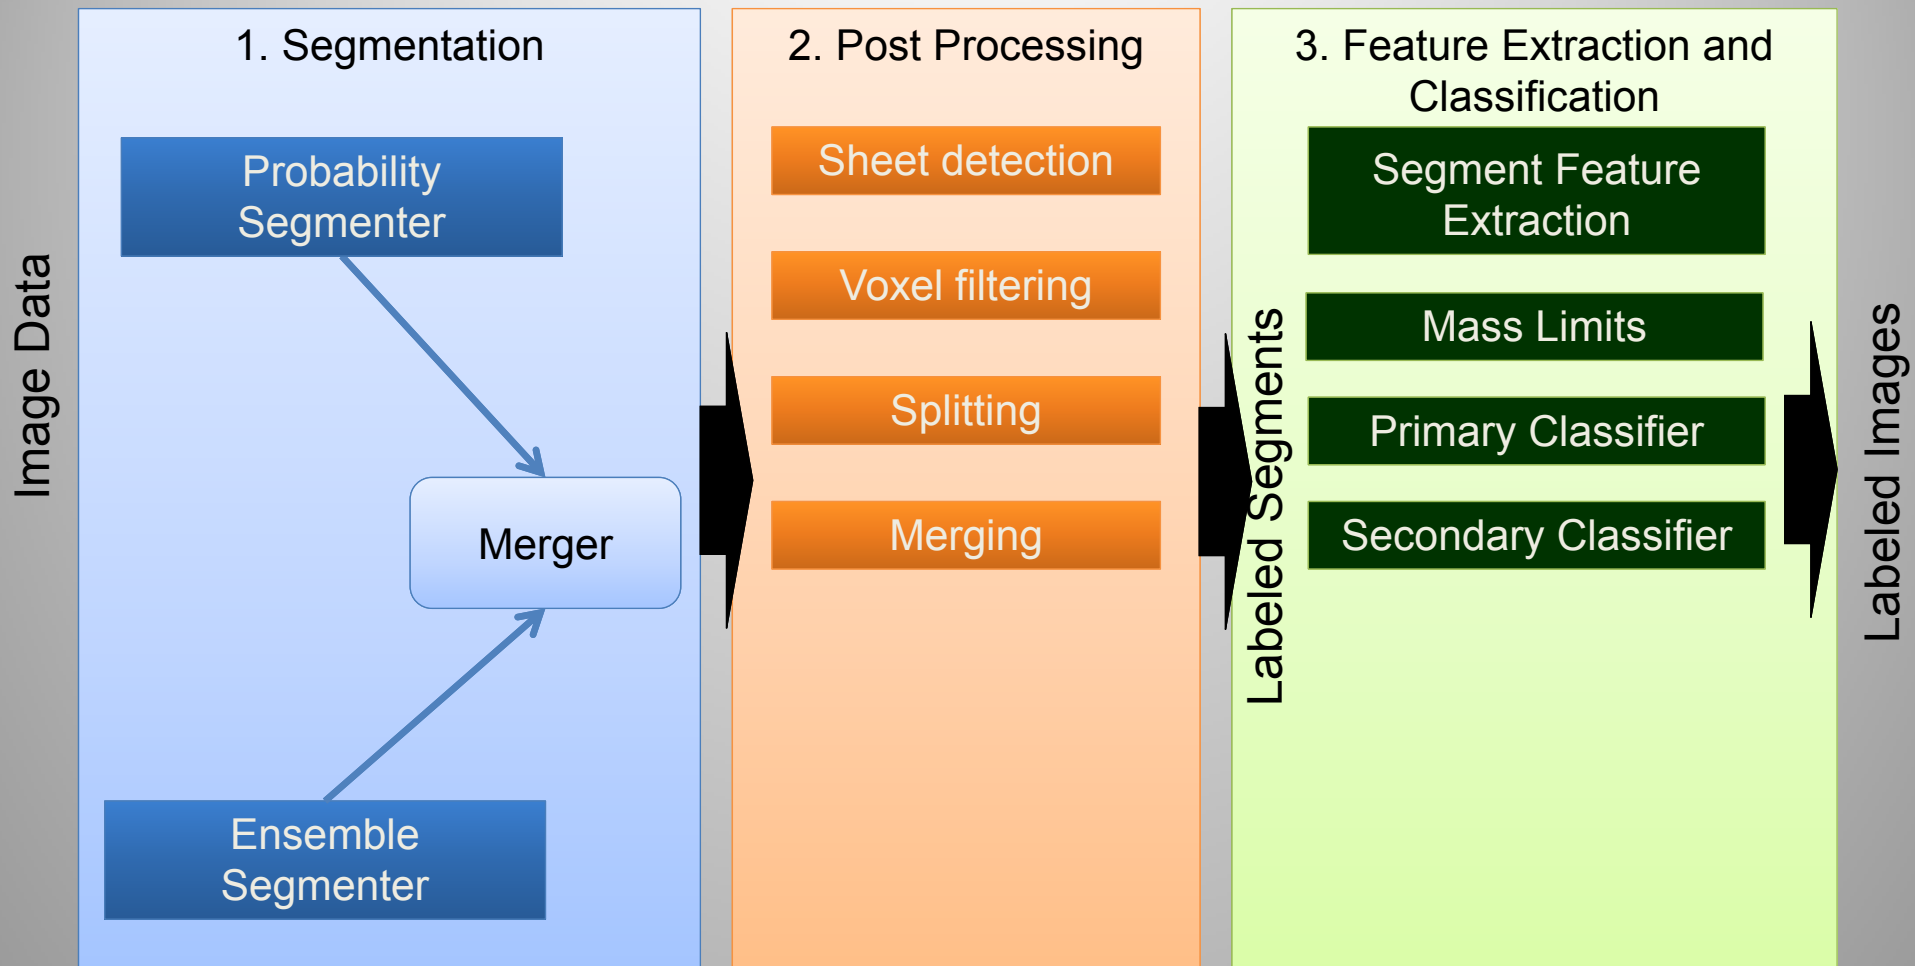 Image Data
1. Segmentation
Probability
Segmenter
Merger
Ensemble
Segmenter
2. Post Processing
Sheet detection
Voxel filtering
Splitting
Merging
Labeled Segments
3. Feature Extraction and
Classification
Segment Feature
Extraction
Mass Limits
Primary Classifier
Secondary Classifier
Labeled Images